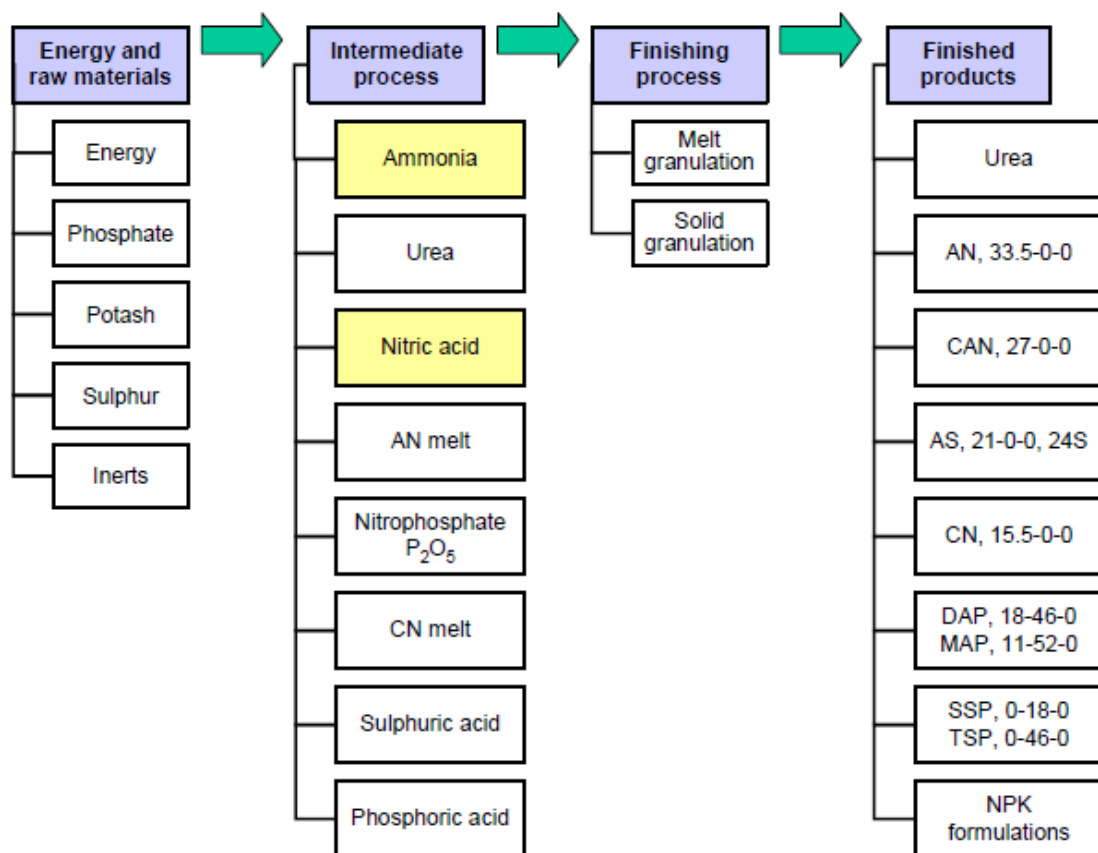 Energy and
raw materials
Energy
Phosphate
Potash
Sulphur
Inerts
Intermediate
process
Ammonia
Urea
Nitric acid
AN melt
Nitrophosphate
P₂O₅
CN melt
Sulphuric acid
Phosphoric acid
Finishing
process
Melt
granulation
Solid
granulation
Finished
products
Urea
AN, 33.5-0-0
CAN, 27-0-0
AS, 21-0-0, 24S
CN, 15.5-0-0
DAP, 18-46-0
MAP, 11-52-0
SSP, 0-18-0
TSP, 0-46-0
NPK
formulations